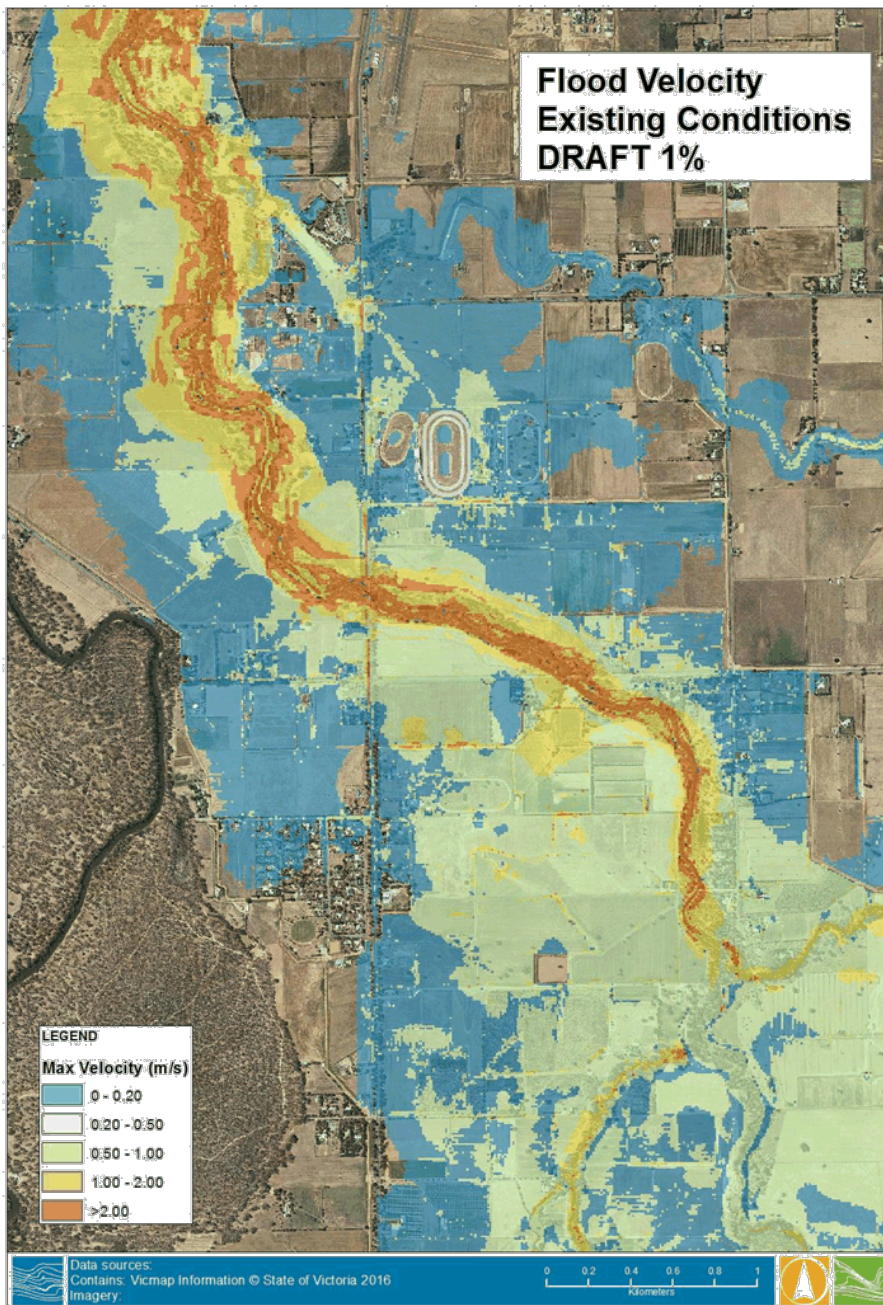 Flood Velocity
Existing Conditions
DRAFT 1%
LEGEND
Max Velocity (m/s)
0 - 0.20
0.20 - 0.50
0.50 - 1.00
1.00 - 2.00
>2.00
Data sources:
Contains: Vicmap Information © State of Victoria 2016
Imagery:
0 0.2 0.4 0.6 0.8 1
Kilometers